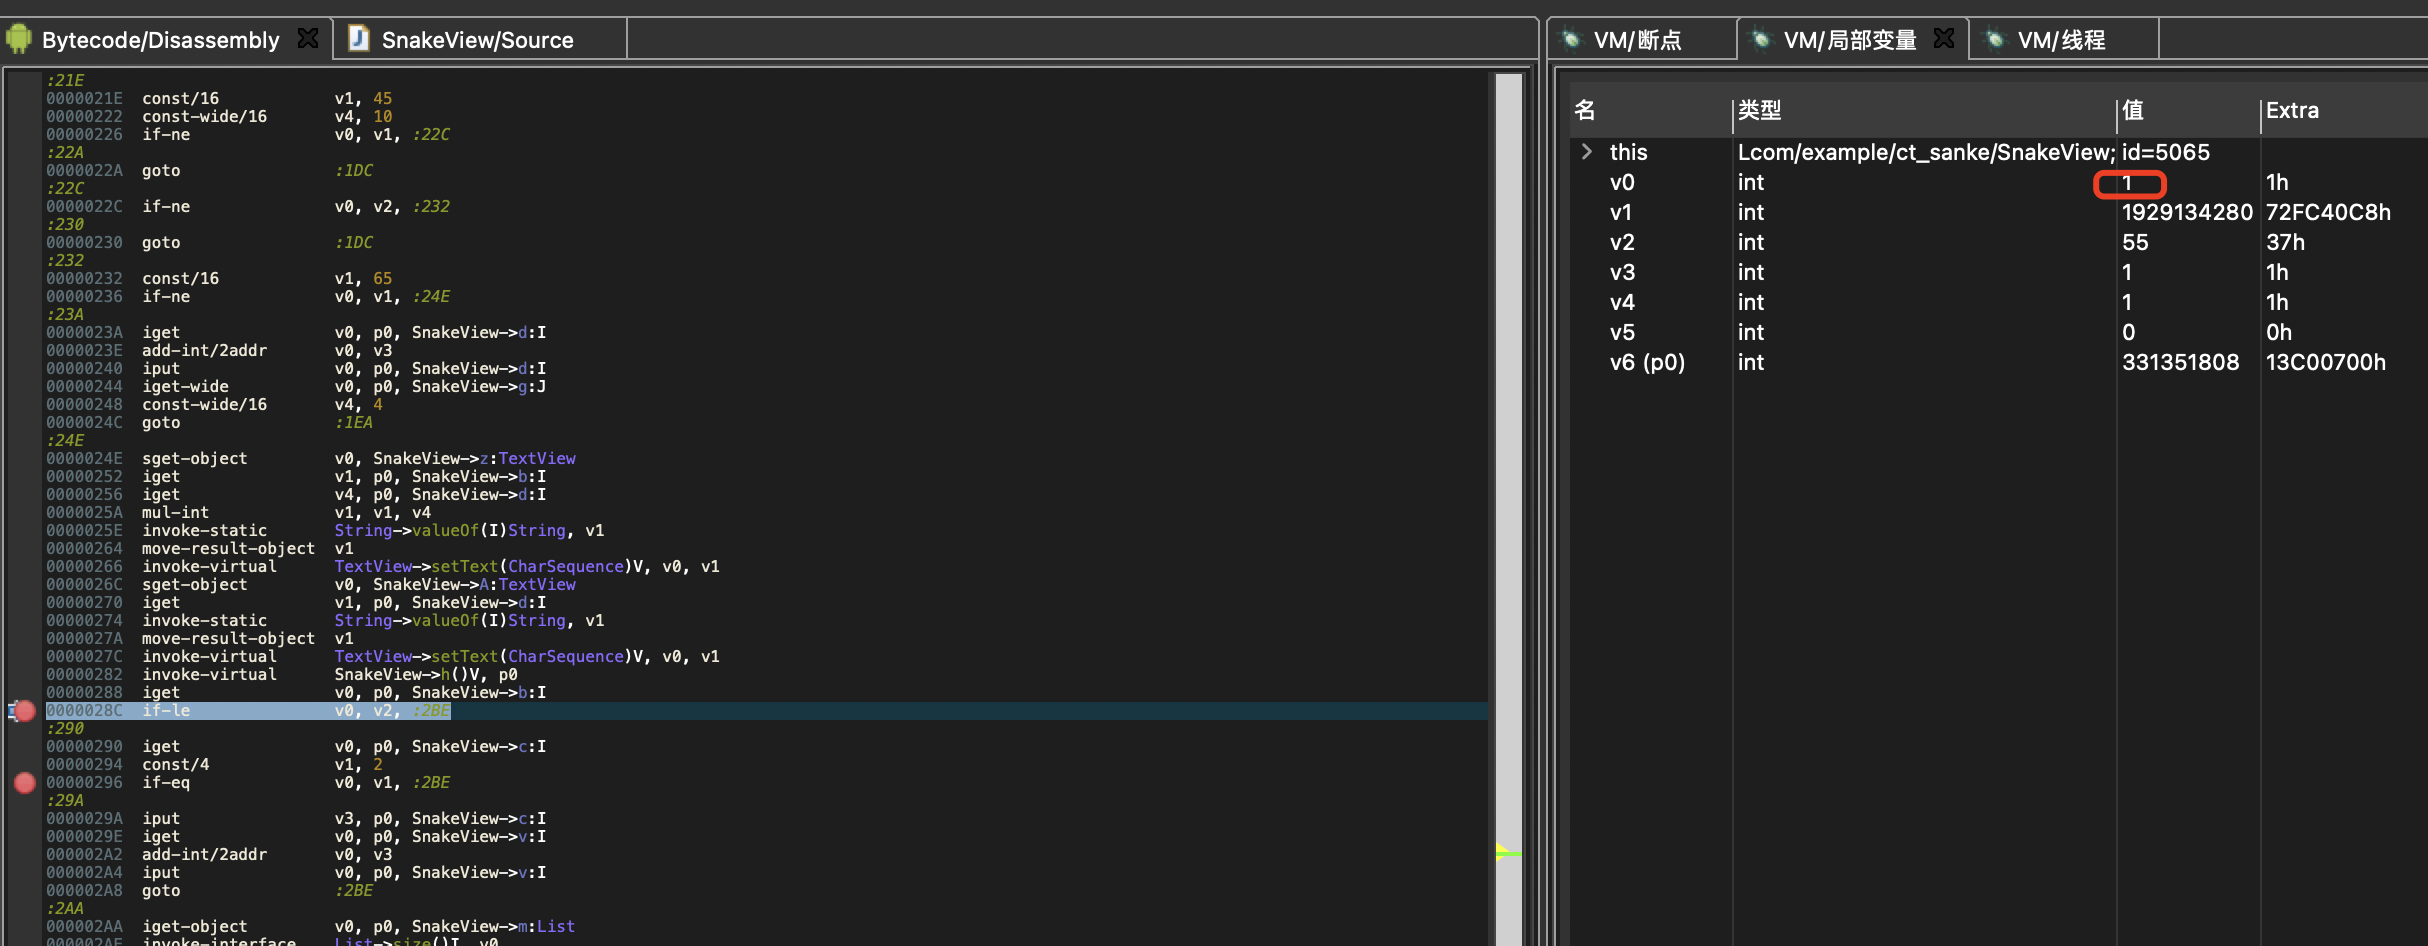 Bytecode/Disassembly
SnakeView/Source
:21E
0000021E const/16 v1, 45
00000222 const-wide/16 v4, 10
00000226 if-ne v0, v1, :22C
:22A
0000022A goto :1DC
:22C
0000022C if-ne v0, v2, :232
:230
00000230 goto :1DC
:232
00000232 const/16 v1, 65
00000236 if-ne v0, v1, :24E
:23A
0000023A iget v0, p0, SnakeView->d:I
0000023E add-int/2addr v0, v3
00000240 iput v0, p0, SnakeView->d:I
00000244 iget-wide v0, p0, SnakeView->g:J
00000248 const-wide/16 v4, 4
0000024C goto :1EA
:24E
0000024E sget-object v0, SnakeView->z:TextView
00000252 iget v1, p0, SnakeView->b:I
00000256 iget v4, p0, SnakeView->d:I
0000025A mul-int v1, v1, v4
0000025E invoke-static String->valueOf(I)String, v1
00000264 move-result-object v1
00000266 invoke-virtual TextView->setText(CharSequence)V, v0, v1
0000026C sget-object v0, SnakeView->A:TextView
00000270 iget v1, p0, SnakeView->d:I
00000274 invoke-static String->valueOf(I)String, v1
0000027A move-result-object v1
0000027C invoke-virtual TextView->setText(CharSequence)V, v0, v1
00000282 invoke-virtual SnakeView->h()V, p0
00000288 iget v0, p0, SnakeView->b:I
0000028C if-le v0, v2, :2BE
:290
00000290 iget v0, p0, SnakeView->c:I
00000294 const/4 v1, 2
00000296 if-eq v0, v1, :2BE
:29A
0000029A iput v3, p0, SnakeView->c:I
0000029E iget v0, p0, SnakeView->v:I
000002A2 add-int/2addr v0, v3
000002A4 iput v0, p0, SnakeView->v:I
000002A8 goto :2BE
:2AA
000002AA iget-object v0, p0, SnakeView->m:List
000002AE invoke-interface List->size()I, v0
VM/断点
VM/局部变量
VM/线程
名 类型 值 Extra
this Lcom/example/ct_sanke/SnakeView; id=5065
v0 int 1 1h
v1 int 1929134280 72FC40C8h
v2 int 55 37h
v3 int 1 1h
v4 int 1 1h
v5 int 0 0h
v6 (p0) int 331351808 13C00700h